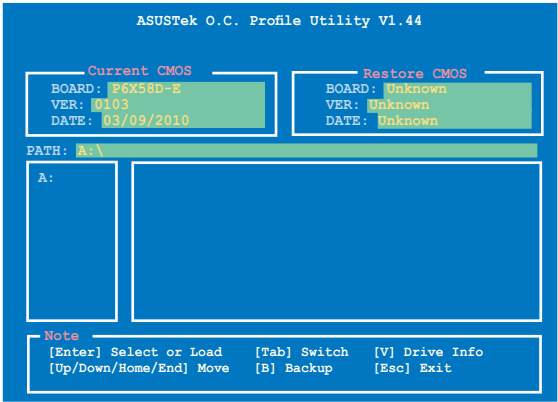 ASUSTek O.C. Profile Utility V1.44
Current CMOS
BOARD: P6X58D-E
VER: 0103
DATE: 03/09/2010
Restore CMOS
BOARD: Unknown
VER: Unknown
DATE: Unknown
PATH: A:\
A:
Note
[Enter] Select or Load [Tab] Switch [V] Drive Info
[Up/Down/Home/End] Move [B] Backup [Esc] Exit